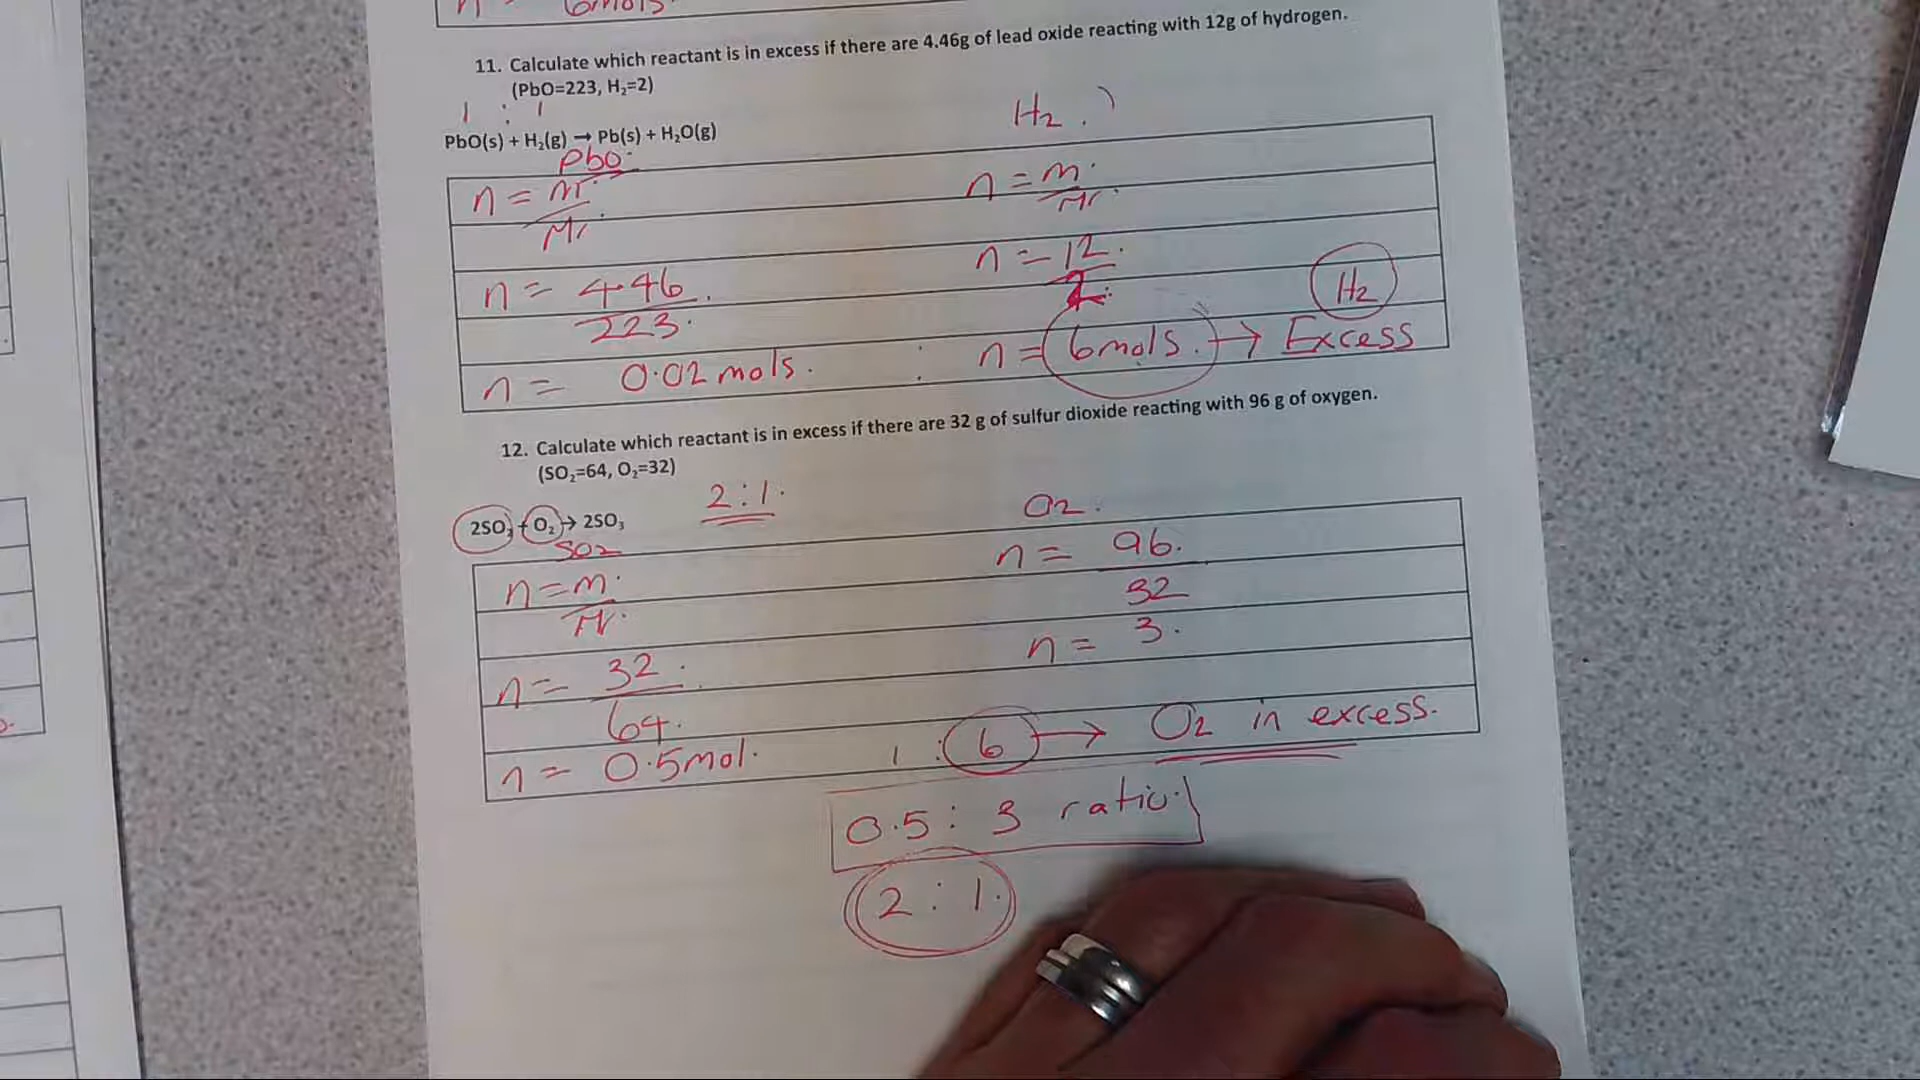 n = 6mols.
11. Calculate which reactant is in excess if there are 4.46g of lead oxide reacting with 12g of hydrogen.
(PbO=223, H₂=2)
1 : 1
H₂.
PbO(s) + H₂(g) → Pb(s) + H₂O(g)
PbO.
n = m.
Mr.
n = m.
Mr.
n = 4.46.
223.
n = 12.
2.
H₂
n = 0.02 mols. : n = 6mols. → Excess
12. Calculate which reactant is in excess if there are 32 g of sulfur dioxide reacting with 96 g of oxygen.
(SO₂=64, O₂=32)
2 : 1.
O₂.
2SO₂ + O₂ → 2SO₃
SO₂
n = m.
Mr.
n = 96.
32
n = 32.
64.
n = 3.
n = 0.5mol. 1 : 6 → O₂ in excess.
0.5 : 3 ratio.
2 : 1.